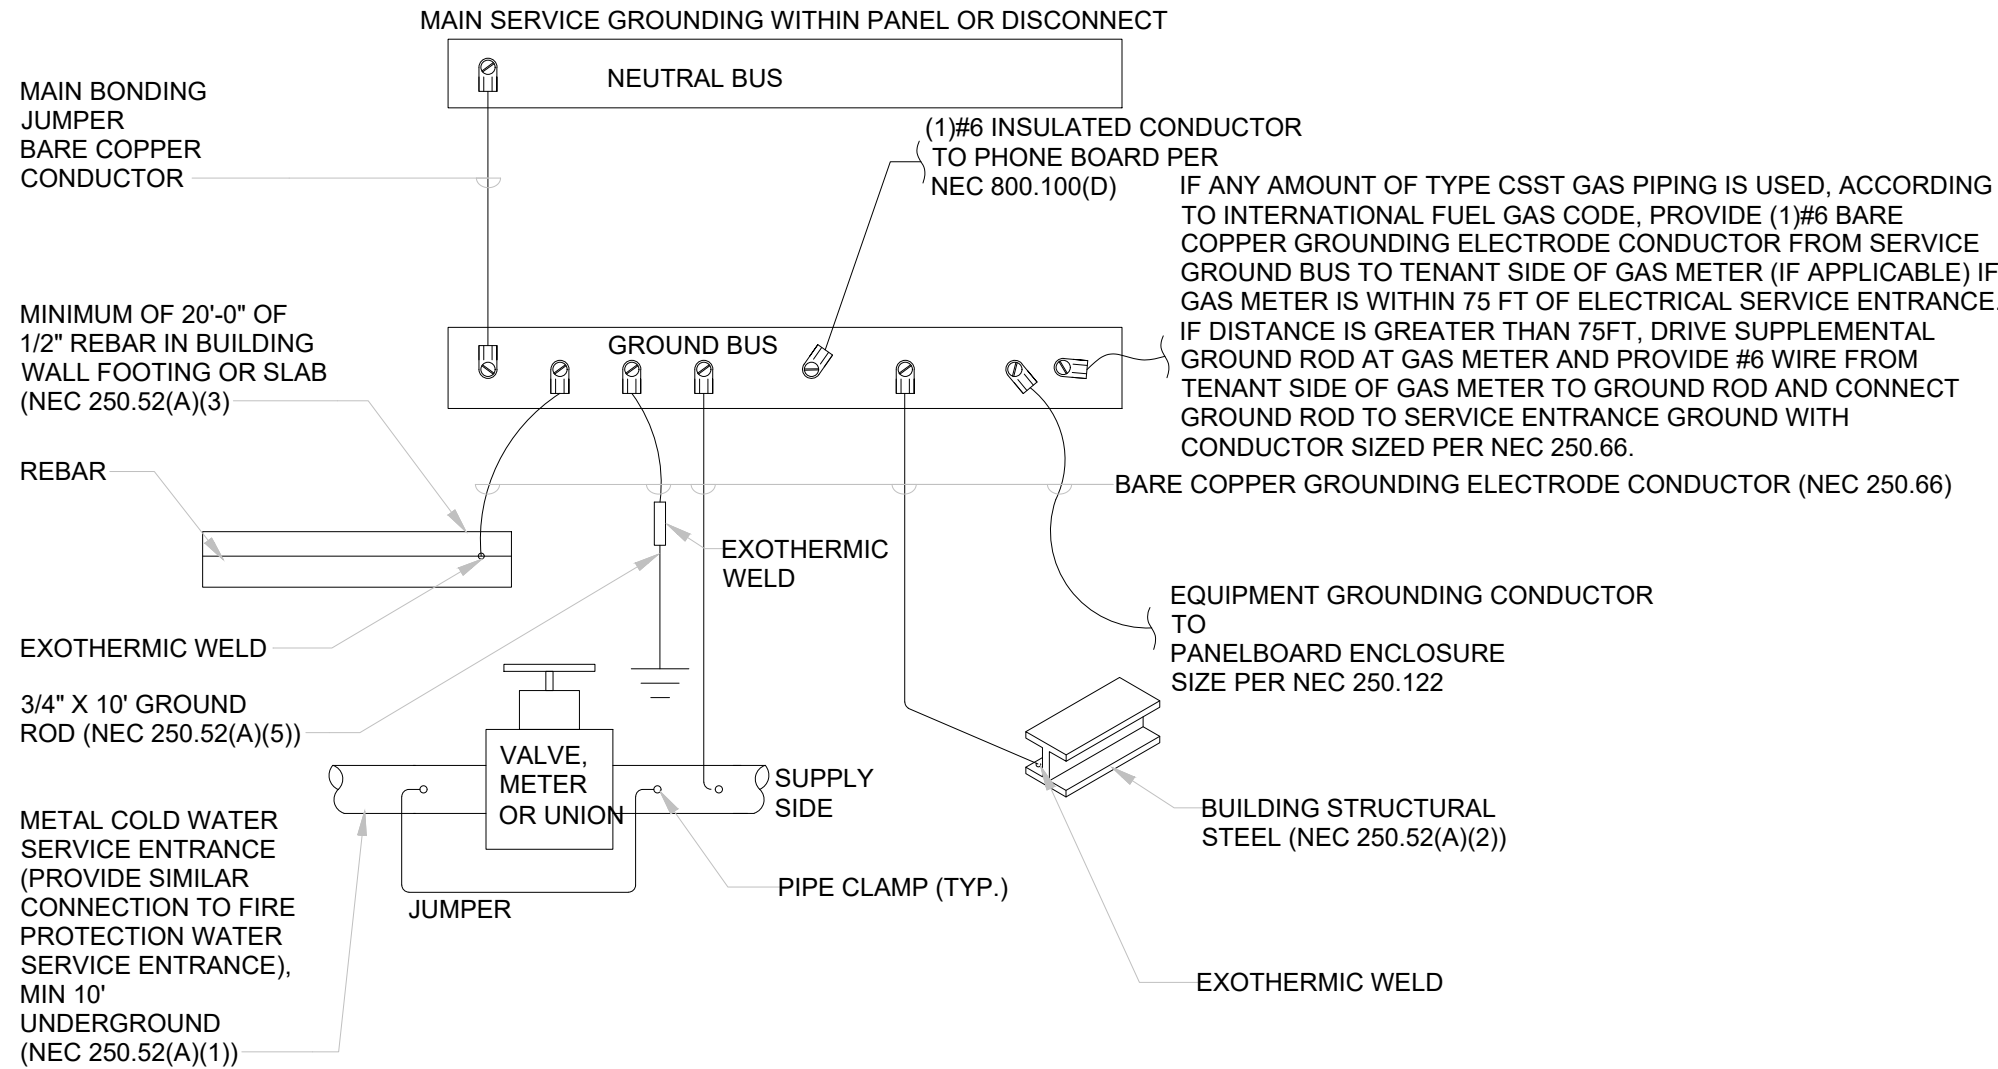 MAIN SERVICE GROUNDING WITHIN PANEL OR DISCONNECT
NEUTRAL BUS
MAIN BONDING
JUMPER
BARE COPPER
CONDUCTOR
(1)#6 INSULATED CONDUCTOR
TO PHONE BOARD PER
NEC 800.100(D)
IF ANY AMOUNT OF TYPE CSST GAS PIPING IS USED, ACCORDING
TO INTERNATIONAL FUEL GAS CODE, PROVIDE (1)#6 BARE
COPPER GROUNDING ELECTRODE CONDUCTOR FROM SERVICE
GROUND BUS TO TENANT SIDE OF GAS METER (IF APPLICABLE) IF
GAS METER IS WITHIN 75 FT OF ELECTRICAL SERVICE ENTRANCE.
IF DISTANCE IS GREATER THAN 75FT, DRIVE SUPPLEMENTAL
GROUND ROD AT GAS METER AND PROVIDE #6 WIRE FROM
TENANT SIDE OF GAS METER TO GROUND ROD AND CONNECT
GROUND ROD TO SERVICE ENTRANCE GROUND WITH
CONDUCTOR SIZED PER NEC 250.66.
GROUND BUS
MINIMUM OF 20'-0" OF
1/2" REBAR IN BUILDING
WALL FOOTING OR SLAB
(NEC 250.52(A)(3)
REBAR
BARE COPPER GROUNDING ELECTRODE CONDUCTOR (NEC 250.66)
EXOTHERMIC
WELD
EQUIPMENT GROUNDING CONDUCTOR
TO
PANELBOARD ENCLOSURE
SIZE PER NEC 250.122
EXOTHERMIC WELD
3/4" X 10' GROUND
ROD (NEC 250.52(A)(5))
VALVE,
METER
OR UNION
SUPPLY
SIDE
BUILDING STRUCTURAL
STEEL (NEC 250.52(A)(2))
METAL COLD WATER
SERVICE ENTRANCE
(PROVIDE SIMILAR
CONNECTION TO FIRE
PROTECTION WATER
SERVICE ENTRANCE),
MIN 10'
UNDERGROUND
(NEC 250.52(A)(1))
JUMPER
PIPE CLAMP (TYP.)
EXOTHERMIC WELD